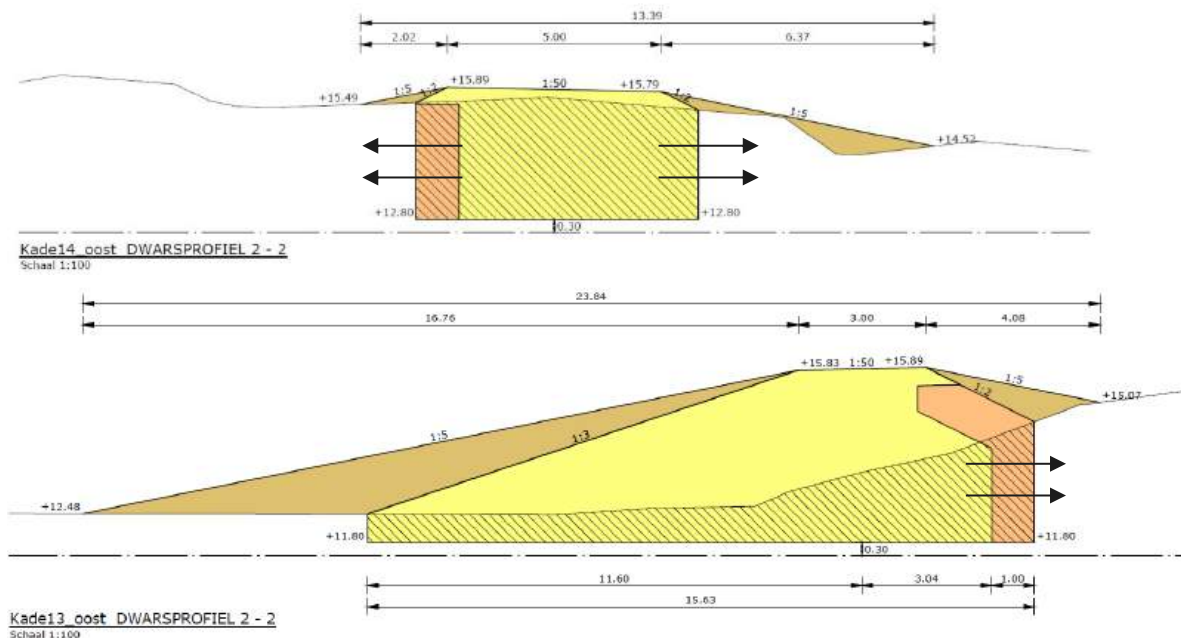 13.39
2.02 5.00 6.37
+15.49 1:5 1:2 +15.89 1:50 +15.79 1:2 1:5 +14.52
+12.80 +12.80
0.30
Kade14_oost DWARSPROFIEL 2 - 2
Schaal 1:100
23.84
16.76 3.00 4.08
+15.83 1:50 +15.89
1:5 1:3 1:2 1:5 +15.07
+12.48
+11.80 +11.80
0.30
11.60 3.04 1.00
15.63
Kade13_oost DWARSPROFIEL 2 - 2
Schaal 1:100